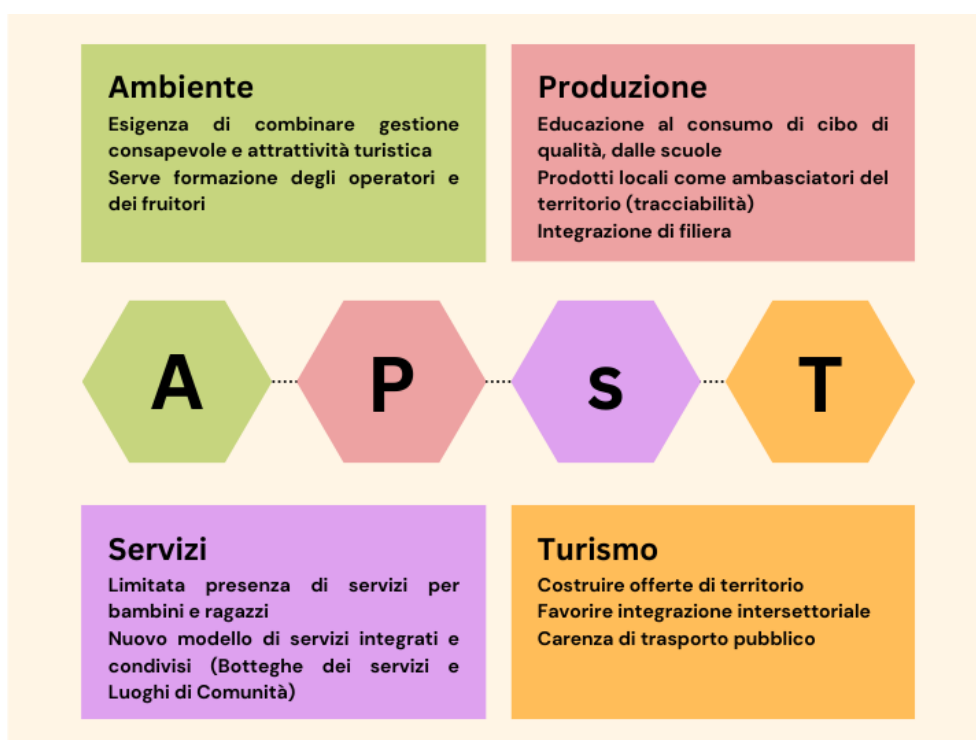 Ambiente
Esigenza di combinare gestione
consapevole e attrattività turistica
Serve formazione degli operatori e
dei fruitori
Produzione
Educazione al consumo di cibo di
qualità, dalle scuole
Prodotti locali come ambasciatori del
territorio (tracciabilità)
Integrazione di filiera
A
P
s
T
Servizi
Limitata presenza di servizi per
bambini e ragazzi
Nuovo modello di servizi integrati e
condivisi (Botteghe dei servizi e
Luoghi di Comunità)
Turismo
Costruire offerte di territorio
Favorire integrazione intersettoriale
Carenza di trasporto pubblico